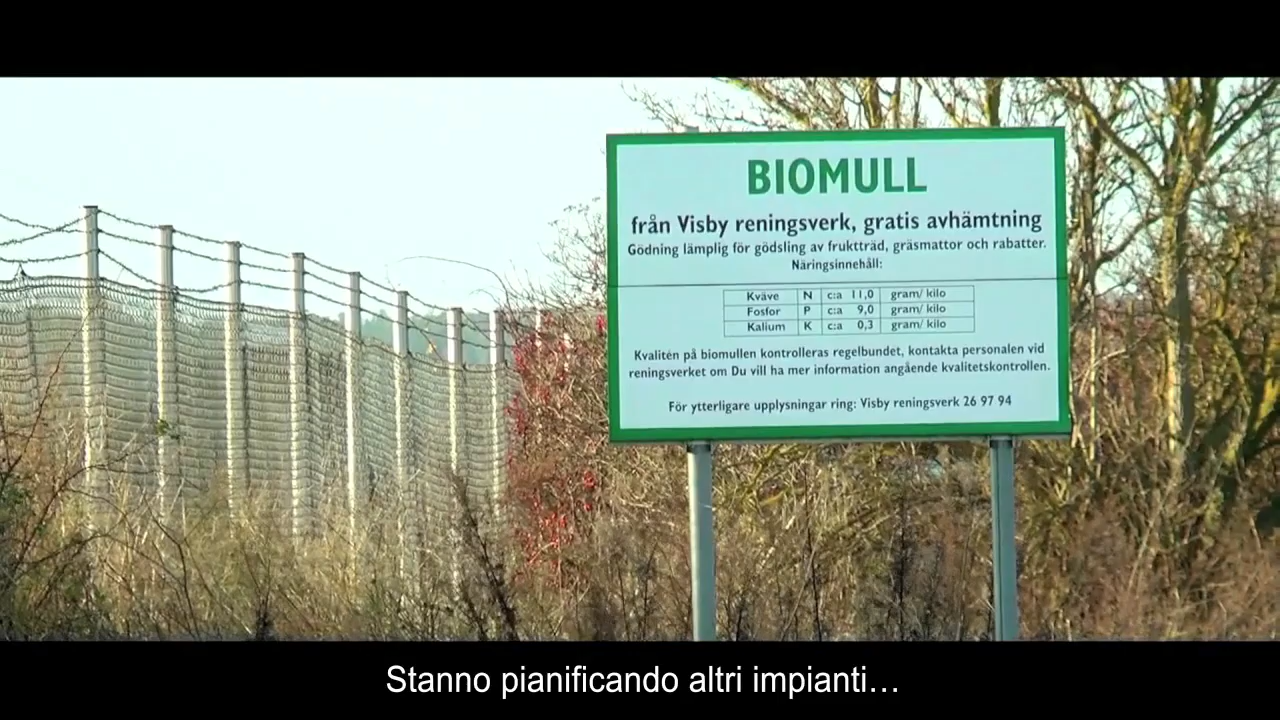 BIOMULL
från Visby reningsverk, gratis avhämtning
Gödning lämplig för gödsling av fruktträd, gräsmattor och rabatter.
Näringsinnehåll:
Kväve N c:a 11,0 gram/ kilo
Fosfor P c:a 9,0 gram/ kilo
Kalium K c:a 0,3 gram/ kilo
Kvalitén på biomullen kontrolleras regelbundet, kontakta personalen vid
reningsverket om Du vill ha mer information angående kvalitetskontrollen.
För ytterligare upplysningar ring: Visby reningsverk 26 97 94
Stanno pianificando altri impianti...